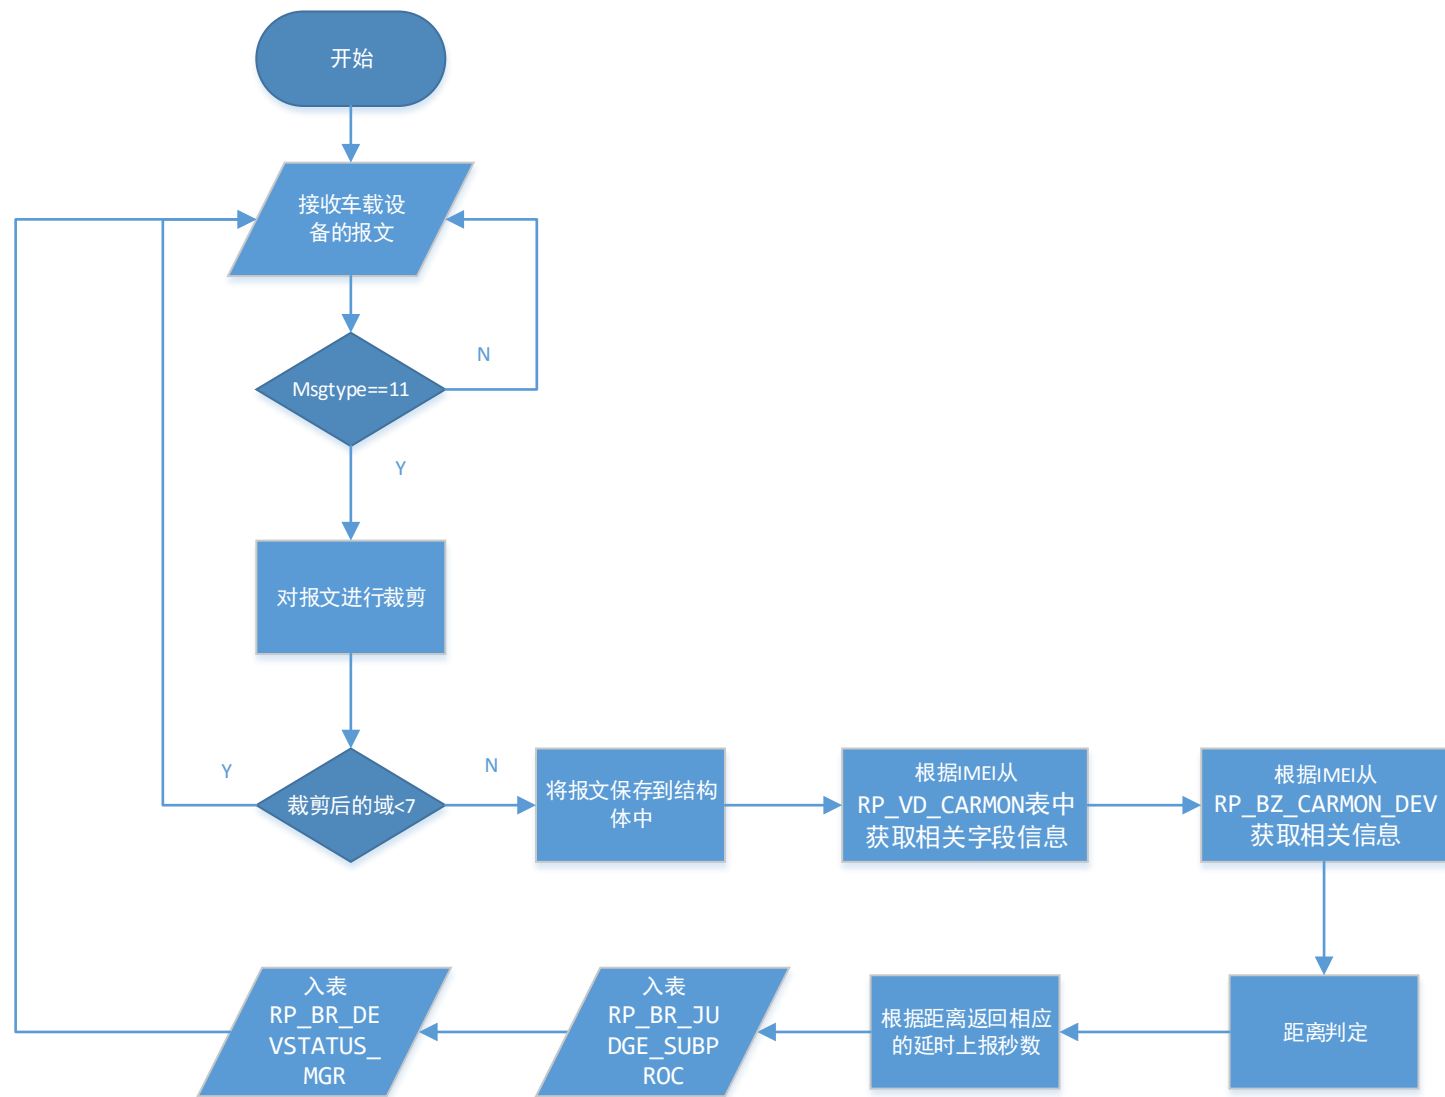 开始
接收车载设
备的报文
N
Msgtype==11
Y
对报文进行裁剪
Y
裁剪后的域<7
N
将报文保存到结构
体中
根据IMEI从
RP_VD_CARMON表中
获取相关字段信息
根据IMEI从
RP_BZ_CARMON_DEV
获取相关信息
入表
RP_BR_DE
VSTATUS_
MGR
入表
RP_BR_JU
DGE_SUBP
ROC
根据距离返回相应
的延时上报秒数
距离判定